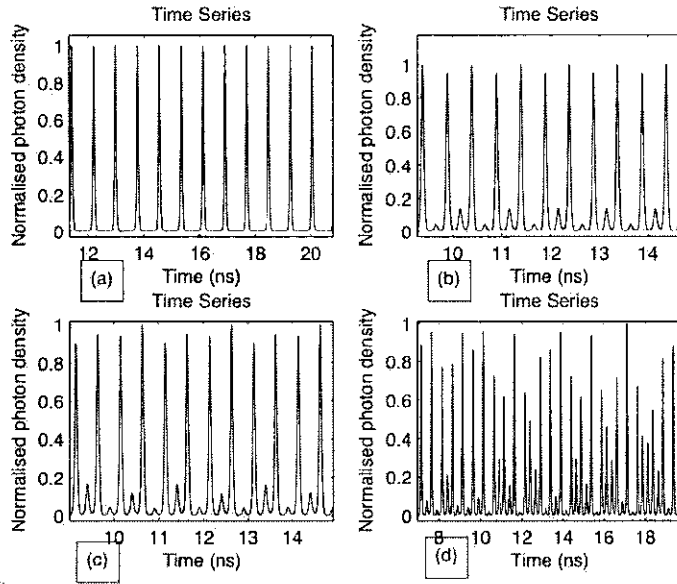 Time Series
Normalised photon density
1
0.8
0.6
0.4
0.2
0
12 14 16 18 20
(a)
Time (ns)
Time Series
Normalised photon density
1
0.8
0.6
0.4
0.2
0
10 11 12 13 14
(b)
Time (ns)
Time Series
Normalised photon density
1
0.8
0.6
0.4
0.2
0
10 11 12 13 14
(c)
Time (ns)
Time Series
Normalised photon density
1
0.8
0.6
0.4
0.2
0
8 10 12 14 16 18
Time (ns)
(d)